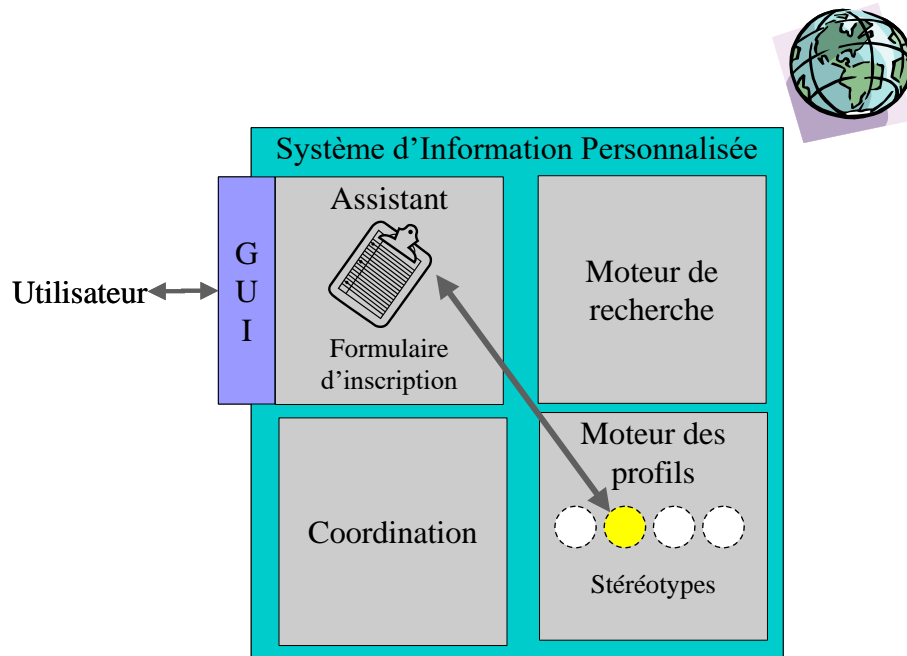 Système d’Information Personnalisée
Utilisateur
G
U
I
Assistant
Formulaire
d’inscription
Moteur de
recherche
Coordination
Moteur des
profils
Stéréotypes